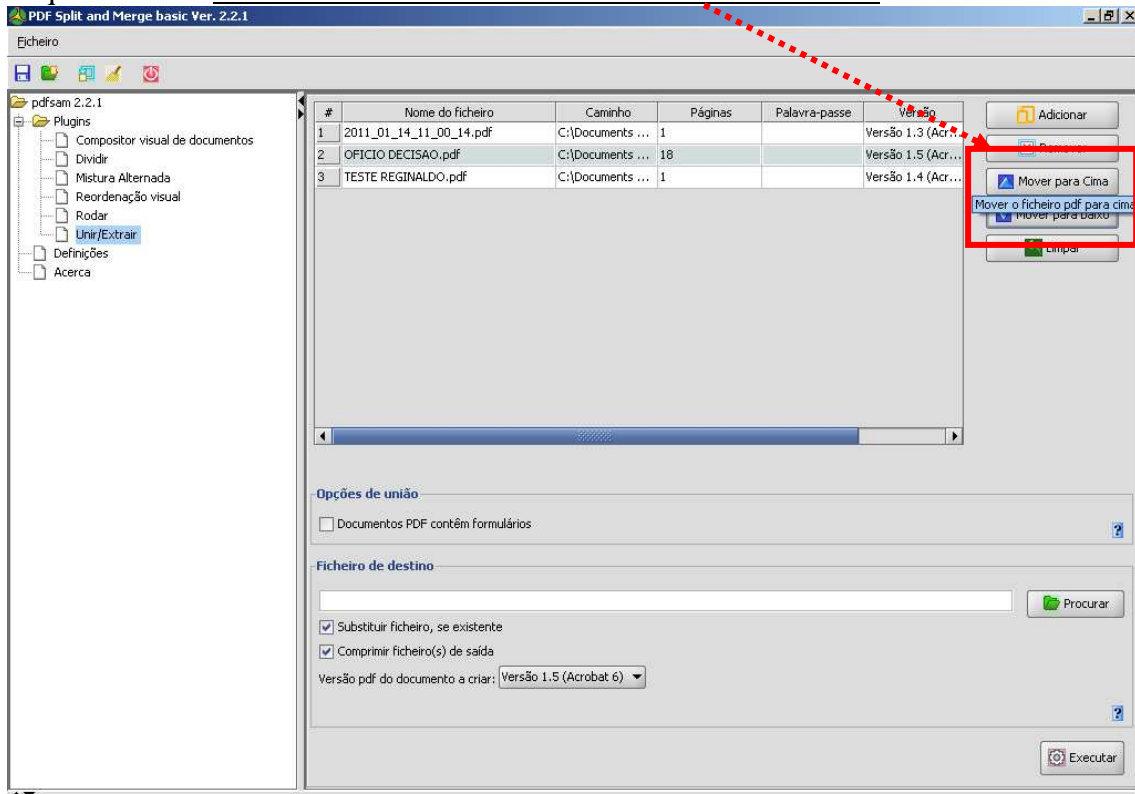 PDF Split and Merge basic Ver. 2.2.1
Ficheiro
pdfsam 2.2.1
Plugins
Compositor visual de documentos
Dividir
Mistura Alternada
Reordenação visual
Rodar
Unir/Extrair
Definições
Acerca
# Nome do ficheiro Caminho Páginas Palavra-passe Versão
1 2011_01_14_11_00_14.pdf C:\Documents ... 1 Versão 1.3 (Acr...
2 OFICIO DECISAO.pdf C:\Documents ... 18 Versão 1.5 (Acr...
3 TESTE REGINALDO.pdf C:\Documents ... 1 Versão 1.4 (Acr...
Adicionar
Remover
Mover para Cima
Mover o ficheiro pdf para cima
Mover para Baixo
Limpar
Opções de união
Documentos PDF contêm formulários
?
Ficheiro de destino
Procurar
Substituir ficheiro, se existente
Comprimir ficheiro(s) de saída
Versão pdf do documento a criar: Versão 1.5 (Acrobat 6)
?
Executar